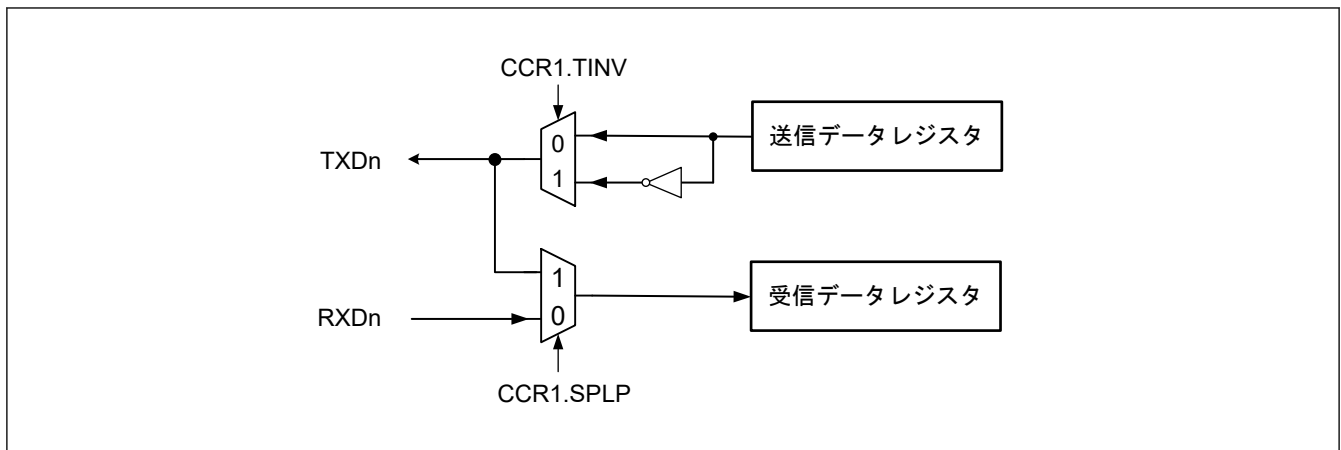 CCR1.TINV
送信データレジスタ
0
TXDn
1
1
受信データレジスタ
RXDn
0
CCR1.SPLP